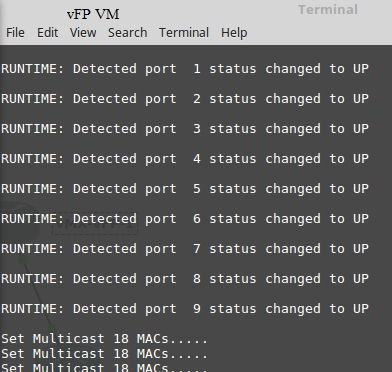 vFP VM
Terminal
File Edit View Search Terminal Help
RUNTIME: Detected port  1 status changed to UP
RUNTIME: Detected port  2 status changed to UP
RUNTIME: Detected port  3 status changed to UP
RUNTIME: Detected port  4 status changed to UP
RUNTIME: Detected port  5 status changed to UP
RUNTIME: Detected port  6 status changed to UP
RUNTIME: Detected port  7 status changed to UP
RUNTIME: Detected port  8 status changed to UP
RUNTIME: Detected port  9 status changed to UP
Set Multicast 18 MACs.....
Set Multicast 18 MACs.....
Set Multicast 18 MACs.....